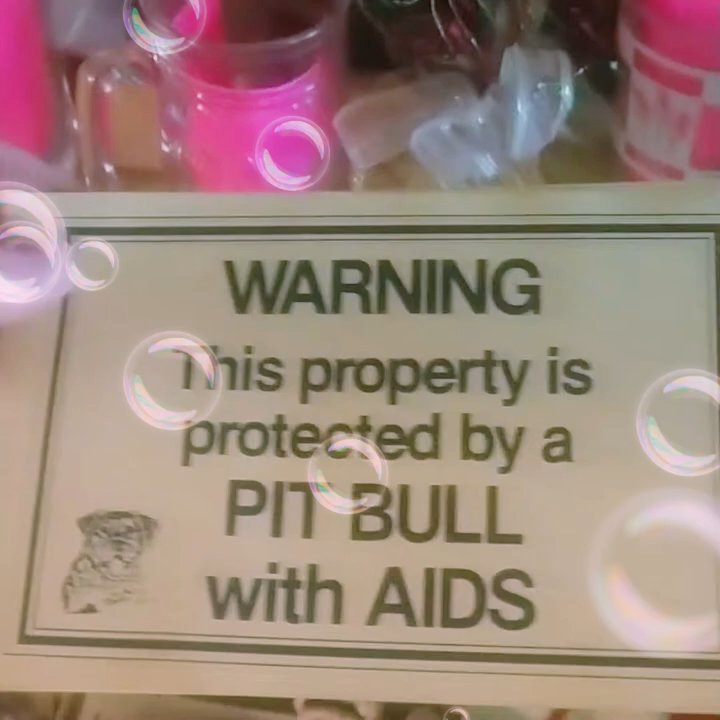 WARNING
This property is
protected by a
PIT BULL
with AIDS